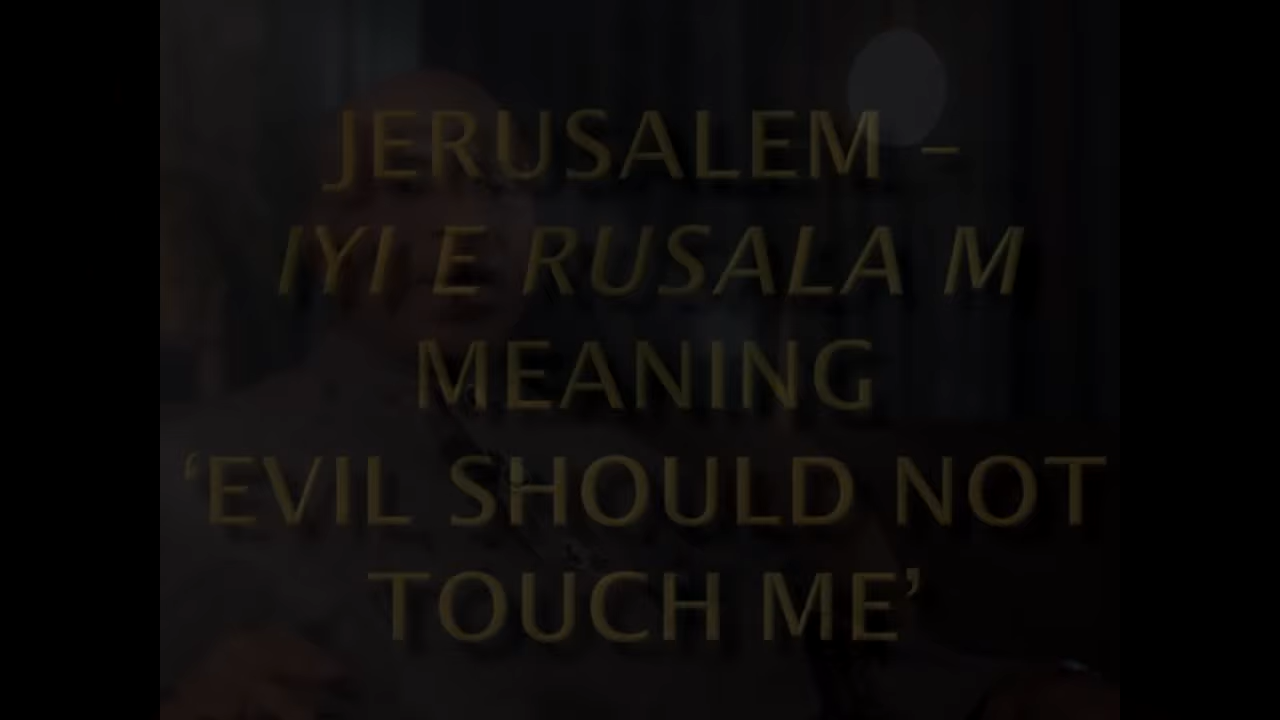 JERUSALEM –
IYI E RUSALA M
MEANING
‘EVIL SHOULD NOT
TOUCH ME’